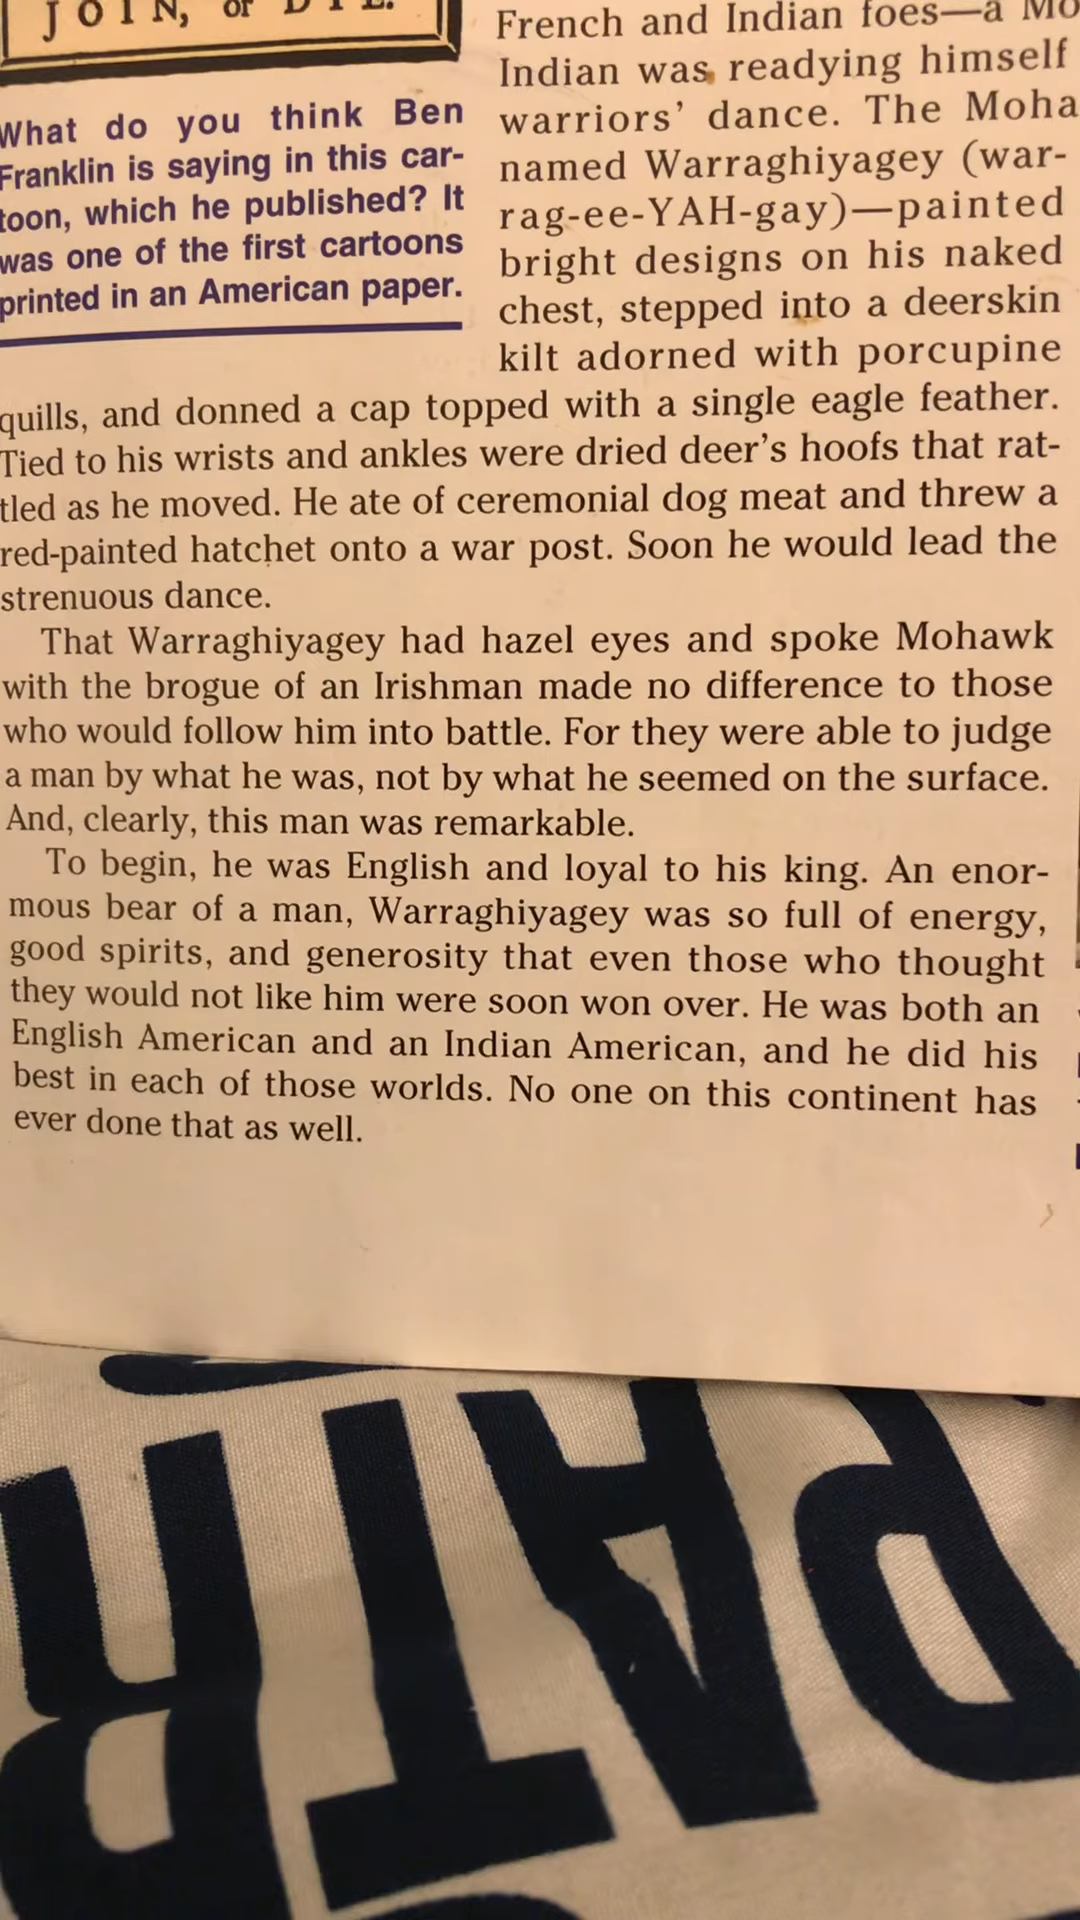 JOIN, or DIE.
What do you think Ben
Franklin is saying in this car-
toon, which he published? It
was one of the first cartoons
printed in an American paper.
French and Indian foes—a Mo
Indian was readying himself
warriors' dance. The Moha
named Warraghiyagey (war-
rag-ee-YAH-gay)—painted
bright designs on his naked
chest, stepped into a deerskin
kilt adorned with porcupine
quills, and donned a cap topped with a single eagle feather.
Tied to his wrists and ankles were dried deer's hoofs that rat-
tled as he moved. He ate of ceremonial dog meat and threw a
red-painted hatchet onto a war post. Soon he would lead the
strenuous dance.
That Warraghiyagey had hazel eyes and spoke Mohawk
with the brogue of an Irishman made no difference to those
who would follow him into battle. For they were able to judge
a man by what he was, not by what he seemed on the surface.
And, clearly, this man was remarkable.
To begin, he was English and loyal to his king. An enor-
mous bear of a man, Warraghiyagey was so full of energy,
good spirits, and generosity that even those who thought
they would not like him were soon won over. He was both an
English American and an Indian American, and he did his
best in each of those worlds. No one on this continent has
ever done that as well.